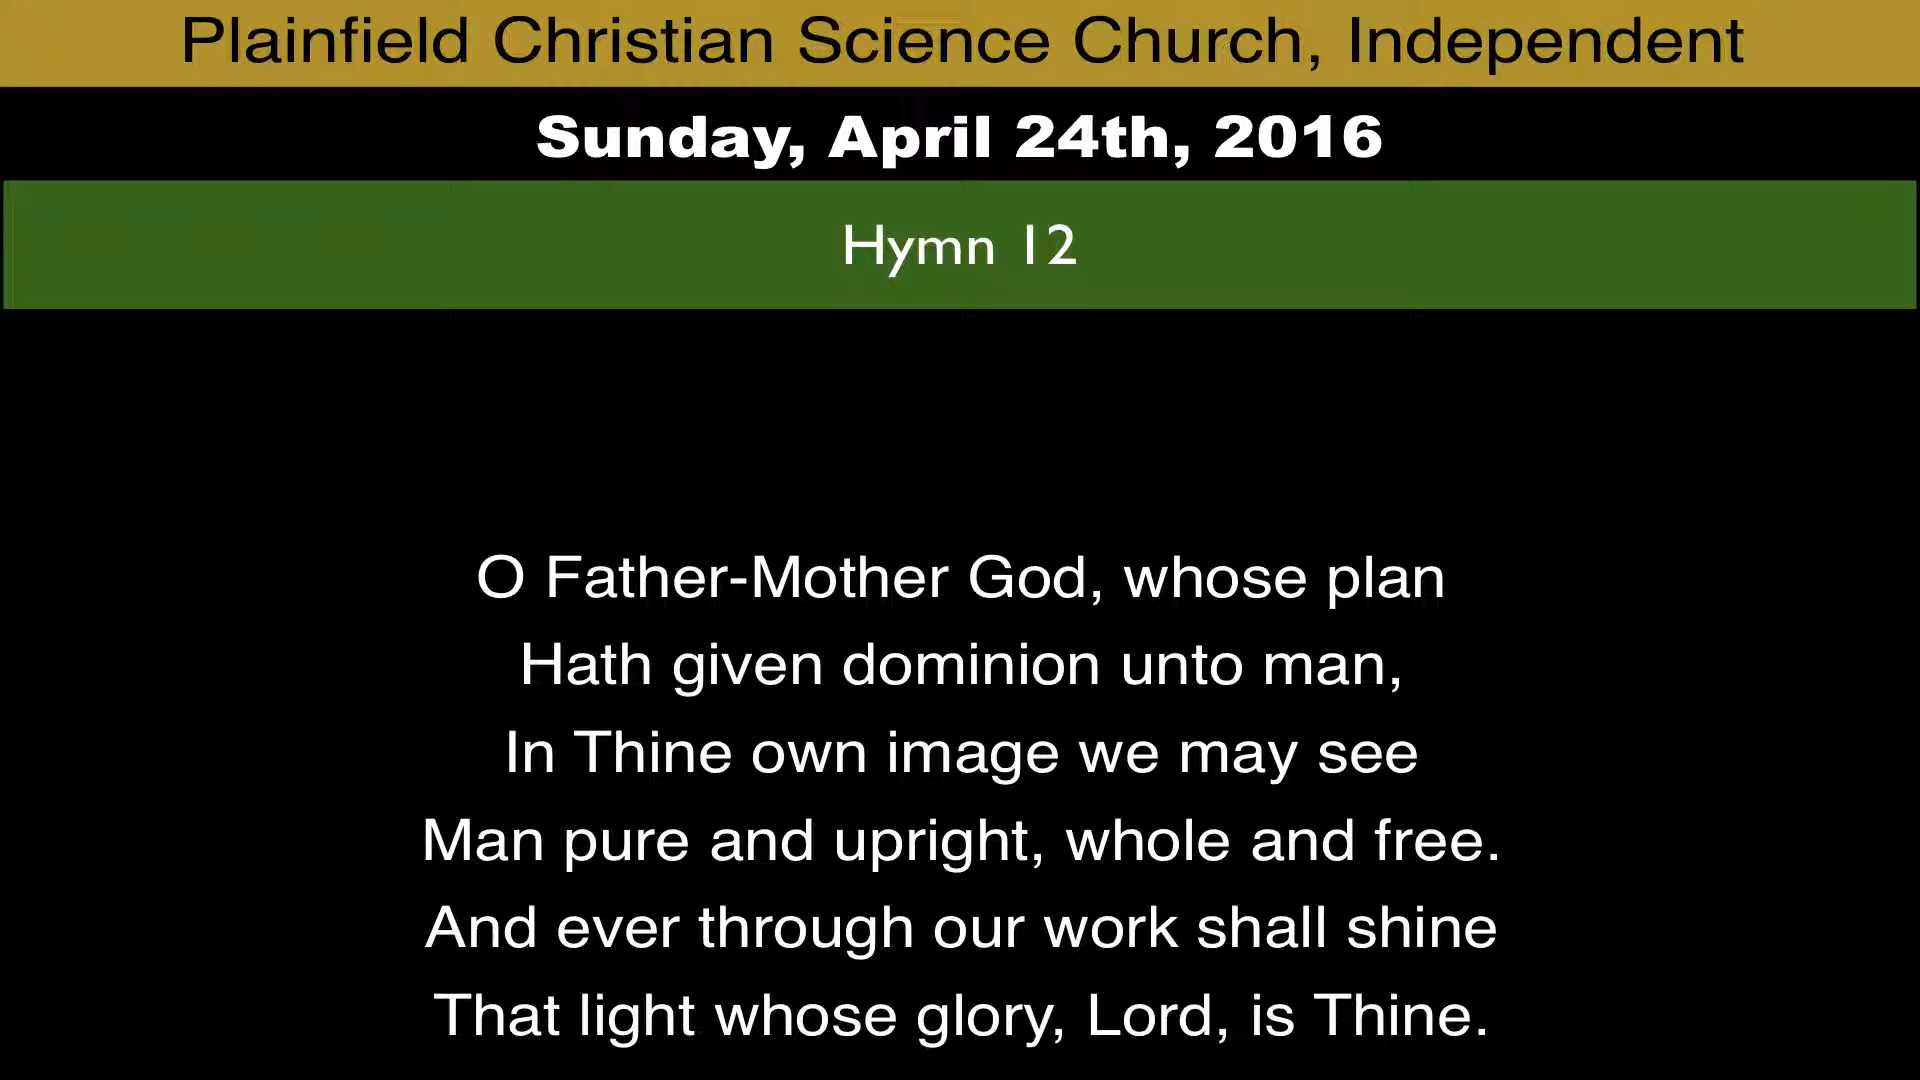 Plainfield Christian Science Church, Independent
Sunday, April 24th, 2016
Hymn 12
O Father-Mother God, whose plan
Hath given dominion unto man,
In Thine own image we may see
Man pure and upright, whole and free.
And ever through our work shall shine
That light whose glory, Lord, is Thine.